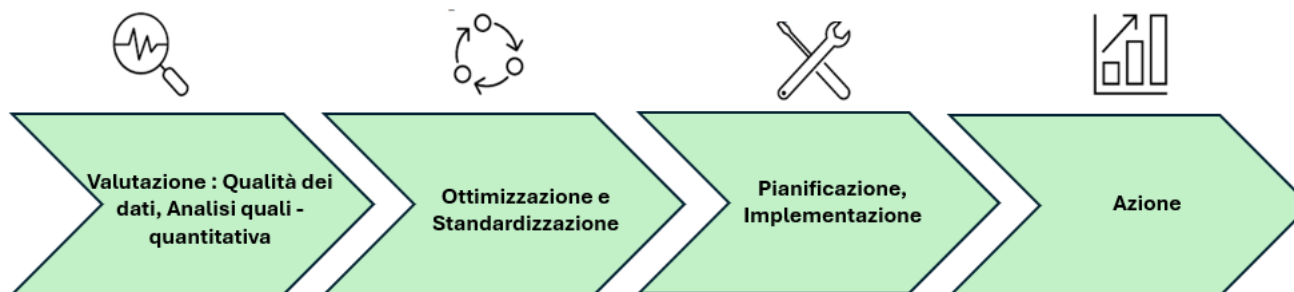 Valutazione : Qualità dei
dati, Analisi quali -
quantitativa
Ottimizzazione e
Standardizzazione
Pianificazione,
Implementazione
Azione